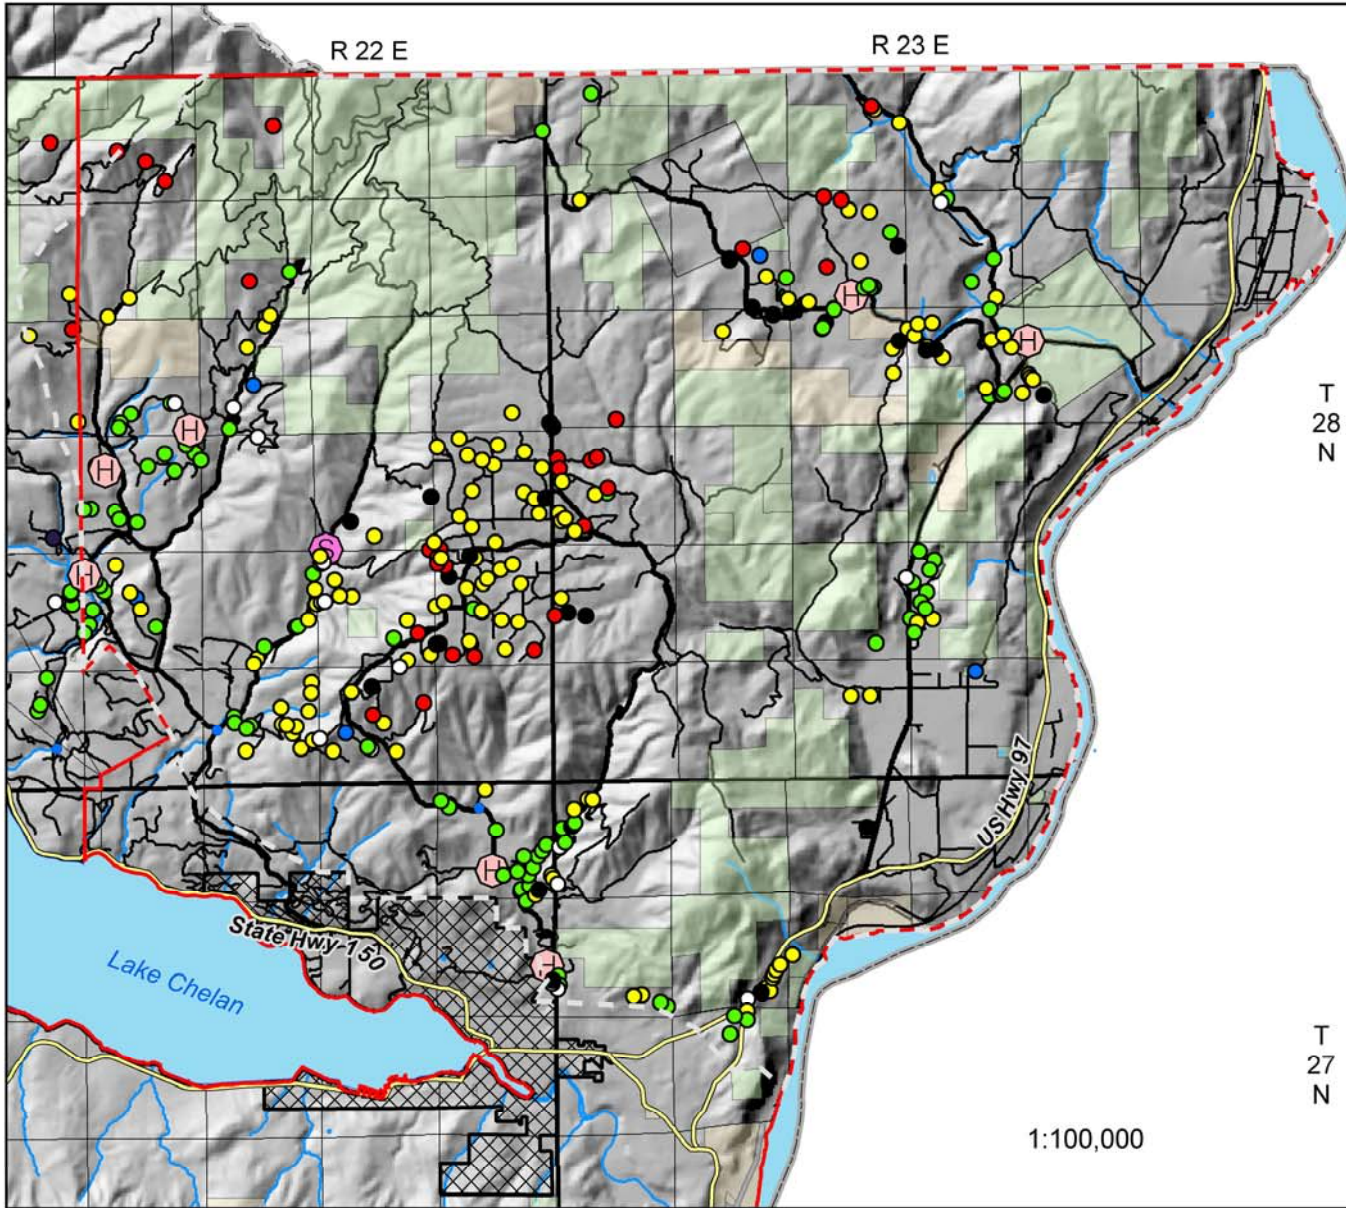 R 22 E
R 23 E
T
28
N
H
H
H
H
H
S
US Hwy 97
H
State Hwy 150
H
Lake Chelan
T
27
N
1:100,000